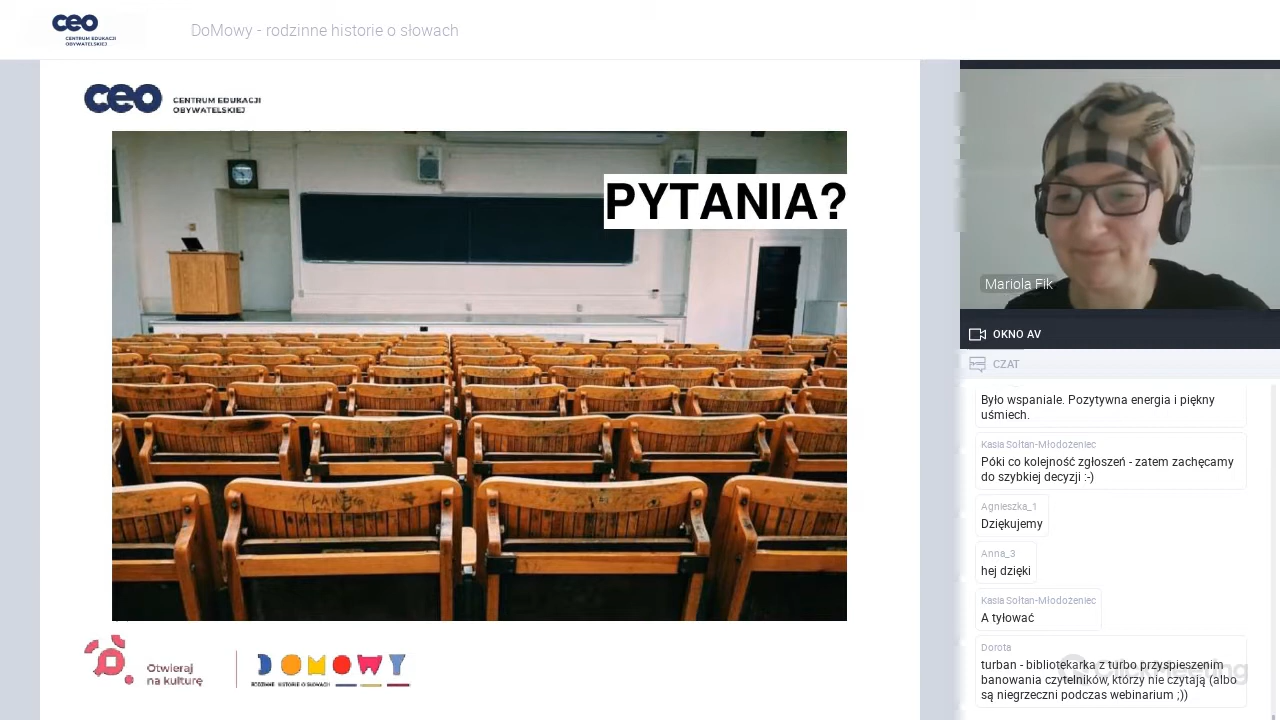 ceo
CENTRUM EDUKACJI
OBYWATELSKIEJ
DoMowy - rodzinne historie o słowach
ceo
CENTRUM EDUKACJI
OBYWATELSKIEJ
PYTANIA?
Otwieraj
na kulturę
DOMOWY
RODZINNE HISTORIE O SŁOWACH
Mariola Fik
OKNO AV
CZAT
Było wspaniale. Pozytywna energia i piękny
uśmiech.
Kasia Sołtan-Młodożeniec
Póki co kolejność zgłoszeń - zatem zachęcamy
do szybkiej decyzji :-)
Agnieszka_1
Dziękujemy
Anna_3
hej dzięki
Kasia Sołtan-Młodożeniec
A tyłować
Dorota
turban - bibliotekarka z turbo przyspieszenim
banowania czytelników, którzy nie czytają (albo
są niegrzeczni podczas webinarium ;))